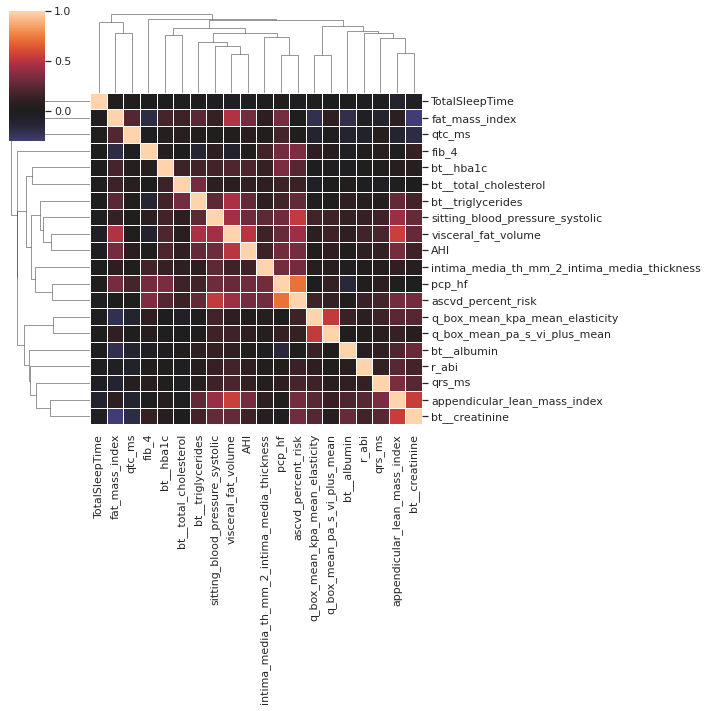 1.0
0.0
TotalSleepTime
fat_mass_index
qtc_ms
fib_4
bt__hba1c
bt__total_cholesterol
bt__triglycerides
sitting_blood_pressure_systolic
visceral_fat_volume
AHI
intima_media_th_mm_2_intima_media_thickness
pcp_hf
ascvd_percent_risk
q_box_mean_kpa_mean_elasticity
q_box_mean_pa_s_vi_plus_mean
bt__albumin
r_abi
qrs_ms
appendicular_lean_mass_index
bt__creatinine
TotalSleepTime
fat_mass_index
qtc_ms
fib_4
bt__hba1c
bt__total_cholesterol
bt__triglycerides
sitting_blood_pressure_systolic
visceral_fat_volume
AHI
intima_media_th_mm_2_intima_media_thickness
pcp_hf
ascvd_percent_risk
q_box_mean_kpa_mean_elasticity
q_box_mean_pa_s_vi_plus_mean
bt__albumin
r_abi
qrs_ms
appendicular_lean_mass_index
bt__creatinine